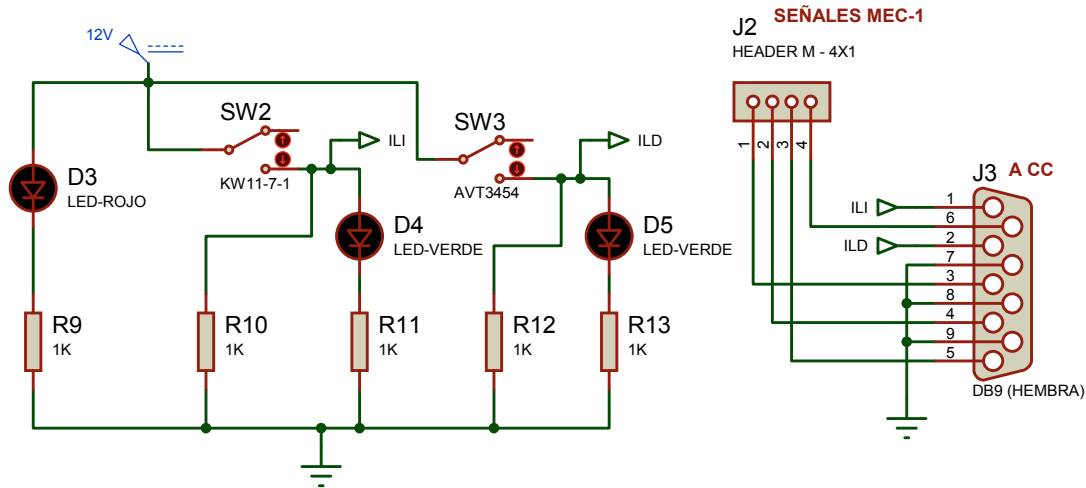 12V
D3
LED-ROJO
R9
1K
SW2
KW11-7-1
ILI
R10
1K
D4
LED-VERDE
R11
1K
SW3
AVT3454
ILD
R12
1K
D5
LED-VERDE
R13
1K
SEÑALES MEC-1
J2
HEADER M - 4X1
1
2
3
4
J3
A CC
ILI
1
6
ILD
2
7
3
8
4
9
5
DB9 (HEMBRA)